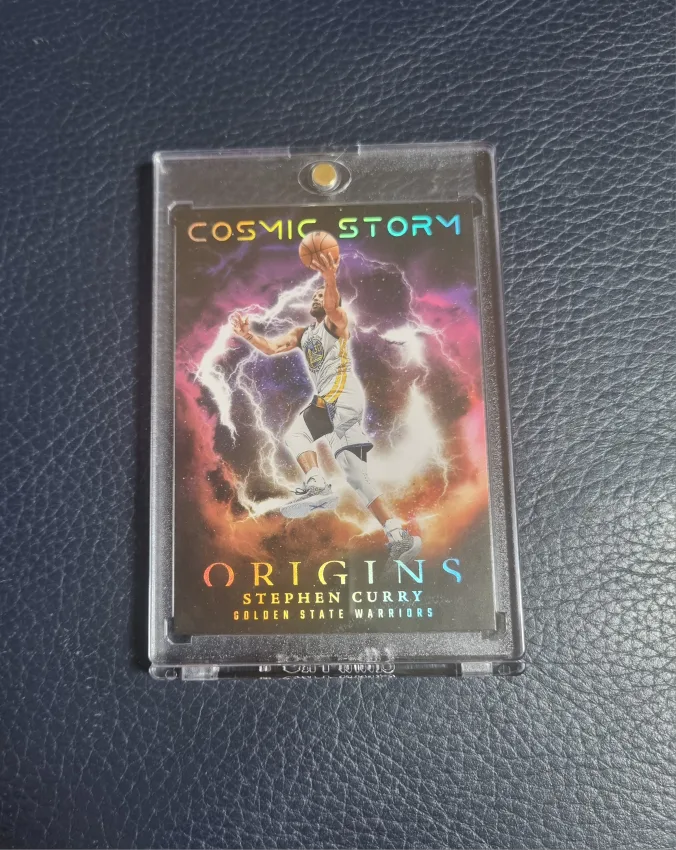 COSMIC STORM
ORIGINS
STEPHEN CURRY
GOLDEN STATE WARRIORS